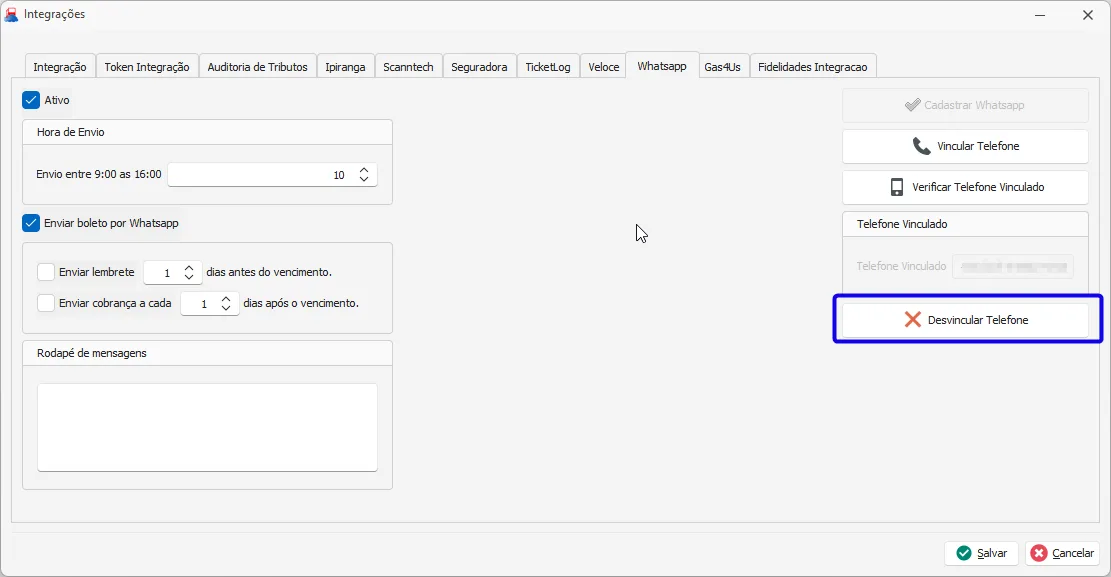 Integrações
Integração Token Integração Auditoria de Tributos Ipiranga Scanntech Seguradora TicketLog Veloce Whatsapp Gas4Us Fidelidades Integracao
Ativo
Hora de Envio
Envio entre 9:00 as 16:00 10
Enviar boleto por Whatsapp
Enviar lembrete 1 dias antes do vencimento.
Enviar cobrança a cada 1 dias após o vencimento.
Rodapé de mensagens
Cadastrar Whatsapp
Vincular Telefone
Verificar Telefone Vinculado
Telefone Vinculado
Telefone Vinculado
Desvincular Telefone
Salvar Cancelar